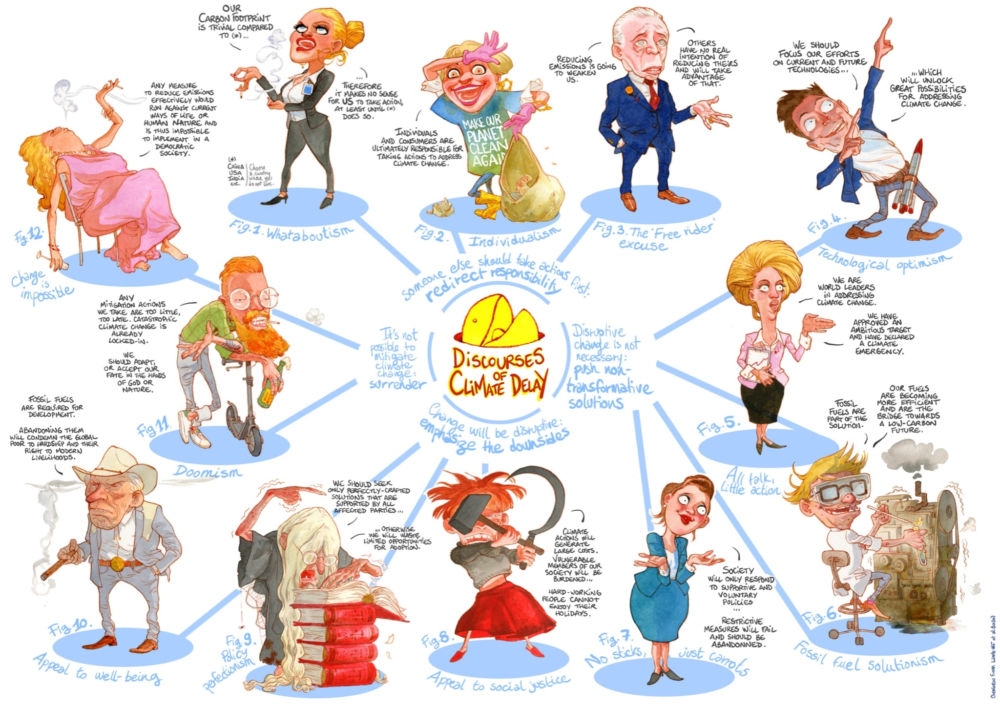 OUR
CARBON FOOTPRINT
IS TRIVIAL COMPARED
TO (*)...
...
THEREFORE
IT MAKES NO SENSE
FOR US TO TAKE ACTION,
AT LEAST UNTIL (*)
DOES SO.
(*)
CHINA
USA
INDIA
ETC.
Choose
a country
where you
do not live.
Fig.1. Whataboutism
INDIVIDUALS
AND CONSUMERS ARE
ULTIMATELY RESPONSIBLE FOR
TAKING ACTIONS TO ADDRESS
CLIMATE CHANGE.
MAKE OUR
PLANET
CLEAN
AGAIN
Fig.2.
Individualism
REDUCING
EMISSIONS IS GOING
TO WEAKEN
US.
OTHERS
HAVE NO REAL
INTENTION OF
REDUCING THEIRS
AND WILL TAKE
ADVANTAGE
OF THAT.
Fig.3. The 'Free rider'
excuse
WE SHOULD
FOCUS OUR EFFORTS
ON CURRENT AND FUTURE
TECHNOLOGIES...
...WHICH
WILL UNLOCK
GREAT POSSIBILITIES
FOR ADDRESSING
CLIMATE CHANGE.
Fig.4.
Technological optimism
ANY MEASURE
TO REDUCE EMISSIONS
EFFECTIVELY WOULD
RUN AGAINST CURRENT
WAYS OF LIFE OR
HUMAN NATURE AND
IS THUS IMPOSSIBLE
TO IMPLEMENT IN A
DEMOCRATIC
SOCIETY.
Fig.12.
Change
is
impossible
someone else should take actions first:
redirect responsibility
WE ARE
WORLD LEADERS
IN ADDRESSING
CLIMATE CHANGE.
WE HAVE
APPROVED AN
AMBITIOUS TARGET
AND HAVE DECLARED
A CLIMATE
EMERGENCY.
Fig.5.
All talk,
little action
ANY
MITIGATION ACTIONS
WE TAKE ARE TOO LITTLE,
TOO LATE. CATASTROPHIC
CLIMATE CHANGE IS
ALREADY
LOCKED-IN.
WE
SHOULD ADAPT,
OR ACCEPT OUR
FATE IN THE HANDS
OF GOD OR
NATURE.
Fig.11.
Doomism
It's not
possible to
mitigate
climate
change:
surrender
DISCOURSES
OF
CLIMATE DELAY
Disruptive
change is not
necessary:
push non-
transformative
solutions
Change will be disruptive:
emphasize the downsides
FOSSIL
FUELS ARE
PART OF THE
SOLUTION.
OUR FUELS
ARE BECOMING
MORE EFFICIENT
AND ARE THE
BRIDGE TOWARDS
A LOW-CARBON
FUTURE.
Fig.6.
Fossil fuel solutionism
FOSSIL FUELS
ARE REQUIRED FOR
DEVELOPMENT.
ABANDONING THEM
WILL CONDEMN THE GLOBAL
POOR TO HARDSHIP AND THEIR
RIGHT TO MODERN
LIVELIHOODS.
Fig.10.
Appeal to well-being
WE SHOULD SEEK
ONLY PERFECTLY-CRAFTED
SOLUTIONS THAT ARE
SUPPORTED BY ALL
AFFECTED PARTIES...
...OTHERWISE
WE WILL WASTE
LIMITED OPPORTUNITIES
FOR ADOPTION.
Fig.9.
Policy
perfectionism
CLIMATE
ACTIONS WILL
GENERATE
LARGE COSTS.
VULNERABLE
MEMBERS OF OUR
SOCIETY WILL BE
BURDENED...
HARD-WORKING
PEOPLE CANNOT
ENJOY THEIR
HOLIDAYS.
Fig.8.
Appeal to social justice
SOCIETY
WILL ONLY RESPOND
TO SUPPORTIVE AND
VOLUNTARY
POLICIES
...
RESTRICTIVE
MEASURES WILL FAIL
AND SHOULD BE
ABANDONNED.
Fig.7.
No sticks, just carrots